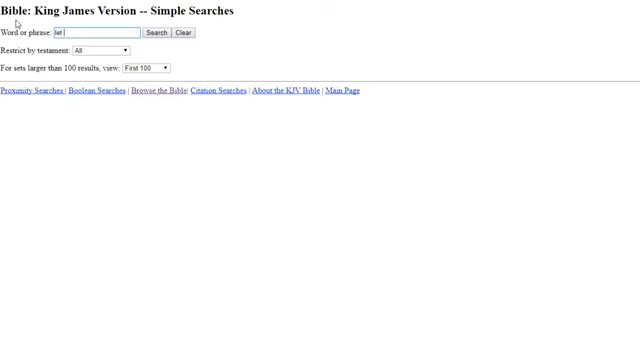 Bible: King James Version -- Simple Searches
Word or phrase: let Search Clear
Restrict by testament: All
For sets larger than 100 results, view: First 100
Proximity Searches | Boolean Searches | Browse the Bible| Citation Searches | About the KJV Bible | Main Page